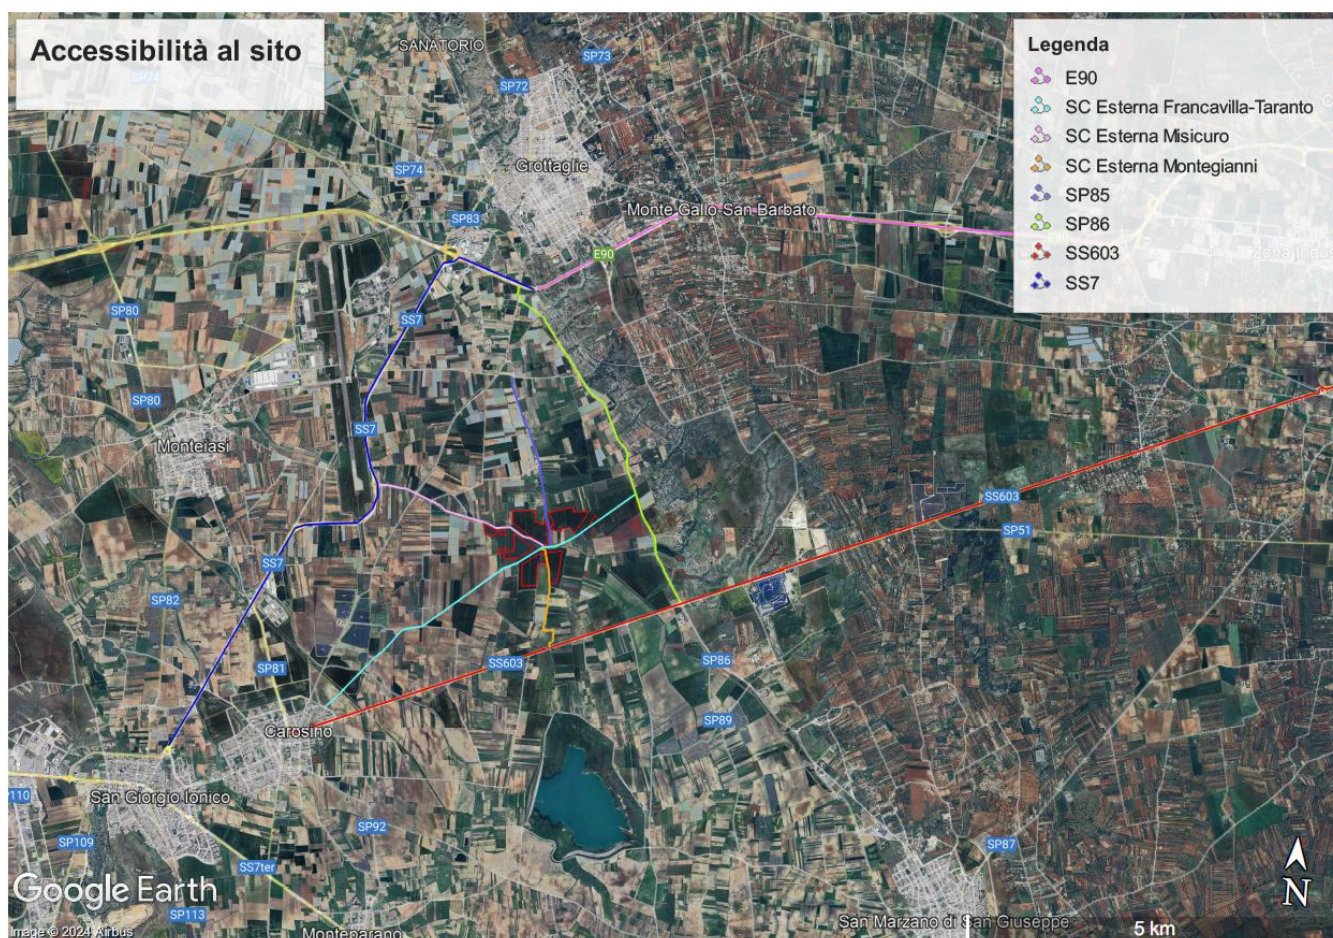 Accessibilità al sito
Legenda
E90
SC Esterna Francavilla-Taranto
SC Esterna Misicuro
SC Esterna Montegianni
SP85
SP86
SS603
SS7
SANATORIO
SP73
SP74
SP72
SP74
Grottaglie
Monte Gallo-San Barbato
SP83
E90
SP80
SS7
SP80
SS7
Monteiasi
SS603
SP51
SS7
SP82
SP81
SS603
SP86
SP89
Carosino
San Giorgio Ionico
SP92
SP109
SS7ter
SP87
Google Earth
SP113
Image © 2024 Airbus
Monteparano
San Marzano di San Giuseppe
N
5 km